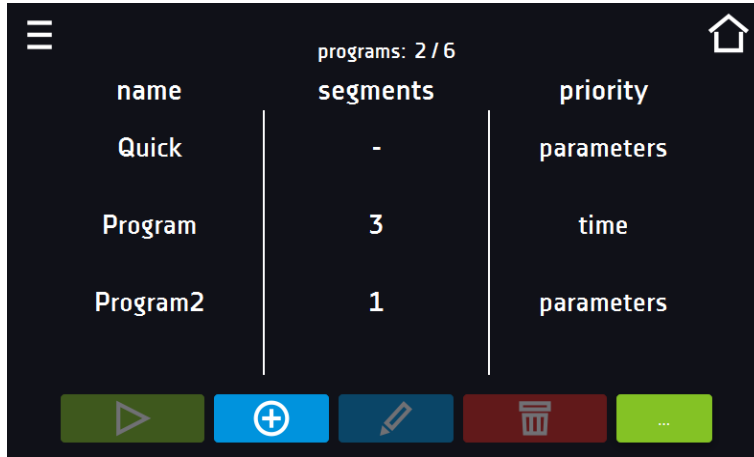 programs: 2 / 6
name segments priority
Quick - parameters
Program 3 time
Program2 1 parameters
...